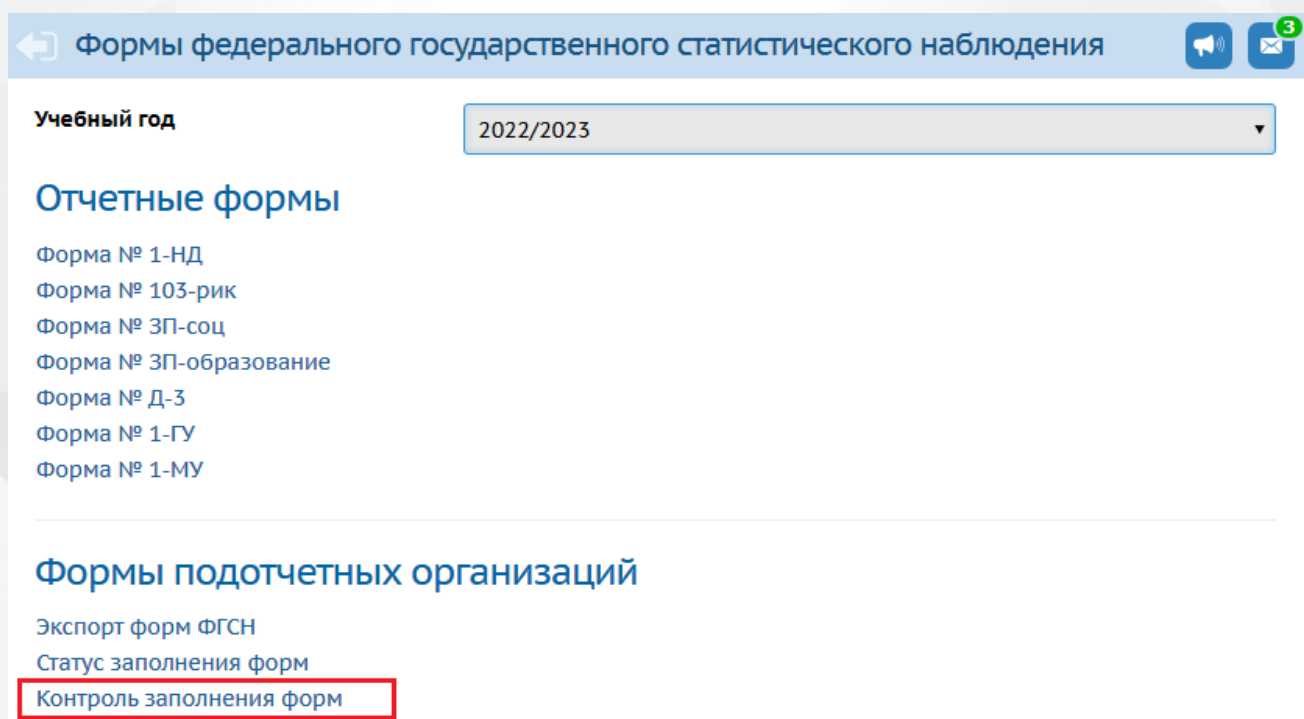 Формы федерального государственного статистического наблюдения
3
Учебный год
2022/2023
Отчетные формы
Форма № 1-НД
Форма № 103-рик
Форма № ЗП-соц
Форма № ЗП-образование
Форма № Д-3
Форма № 1-ГУ
Форма № 1-МУ
Формы подотчетных организаций
Экспорт форм ФГСН
Статус заполнения форм
Контроль заполнения форм